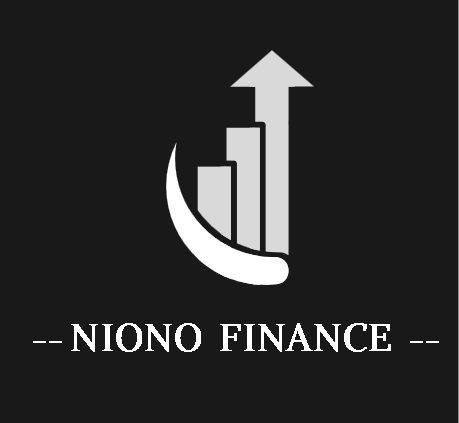 -- NIONO FINANCE --